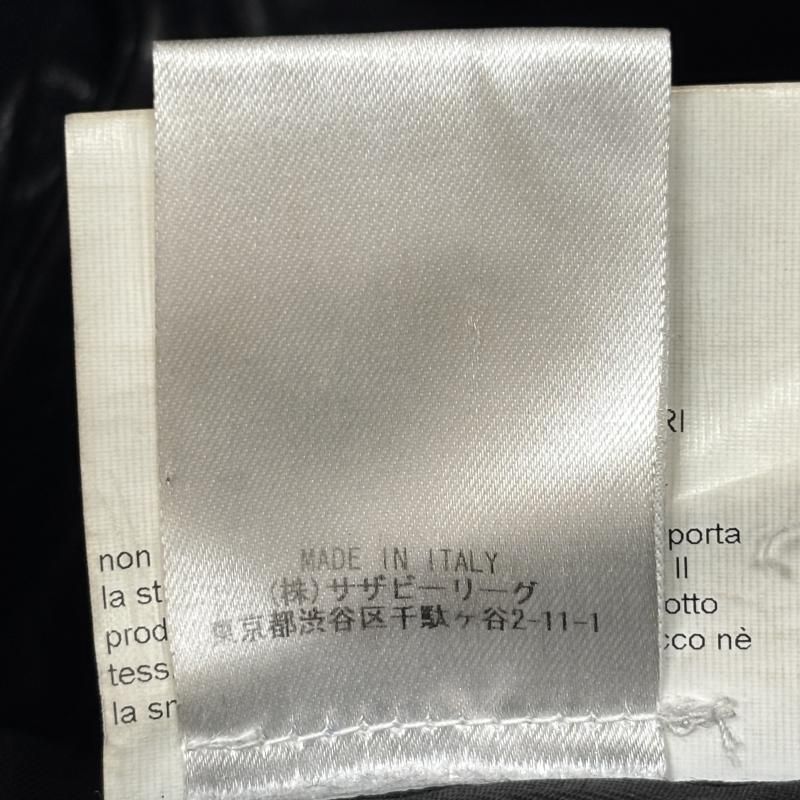 MADE IN ITALY
(株)サザビーリーグ
東京都渋谷区千駄ヶ谷2-11-1
RI
non
porta
la st
Il
prod
otto
tess
cco nè
la sm